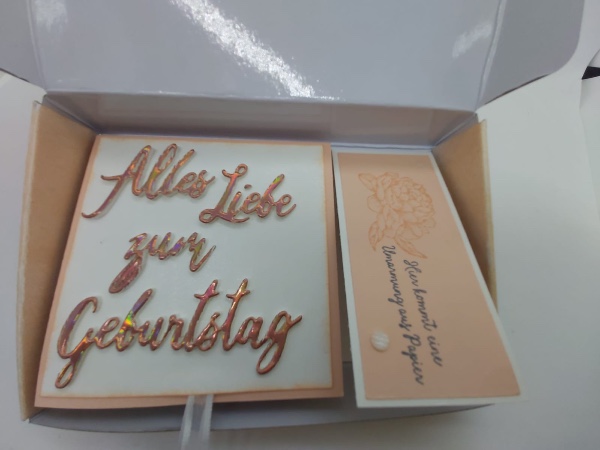 Alles Liebe
zum
Geburtstag
Hier kommt eine
Umarmung aus Papier